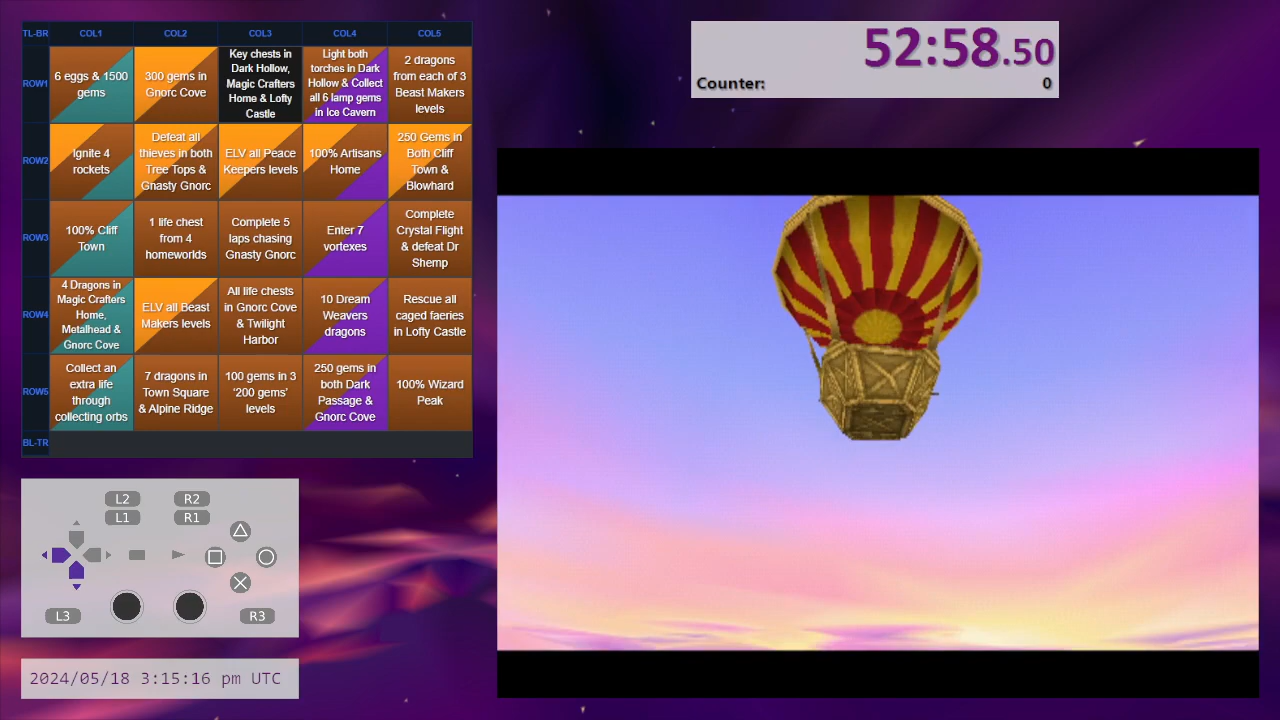 TL-BR COL1 COL2 COL3 COL4 COL5
ROW1
6 eggs & 1500
gems
300 gems in
Gnorc Cove
Key chests in
Dark Hollow,
Magic Crafters
Home & Lofty
Castle
Light both
torches in Dark
Hollow & Collect
all 6 lamp gems
in Ice Cavern
2 dragons
from each of 3
Beast Makers
levels
ROW2
Ignite 4
rockets
Defeat all
thieves in both
Tree Tops &
Gnasty Gnorc
ELV all Peace
Keepers levels
100% Artisans
Home
250 Gems in
Both Cliff
Town &
Blowhard
ROW3
100% Cliff
Town
1 life chest
from 4
homeworlds
Complete 5
laps chasing
Gnasty Gnorc
Enter 7
vortexes
Complete
Crystal Flight
& defeat Dr
Shemp
ROW4
4 Dragons in
Magic Crafters
Home,
Metalhead &
Gnorc Cove
ELV all Beast
Makers levels
All life chests
in Gnorc Cove
& Twilight
Harbor
10 Dream
Weavers
dragons
Rescue all
caged faeries
in Lofty Castle
ROW5
Collect an
extra life
through
collecting orbs
7 dragons in
Town Square
& Alpine Ridge
100 gems in 3
'200 gems'
levels
250 gems in
both Dark
Passage &
Gnorc Cove
100% Wizard
Peak
BL-TR
52:58.50
Counter: 0
L2 R2
L1 R1
L3 R3
2024/05/18 3:15:16 pm UTC